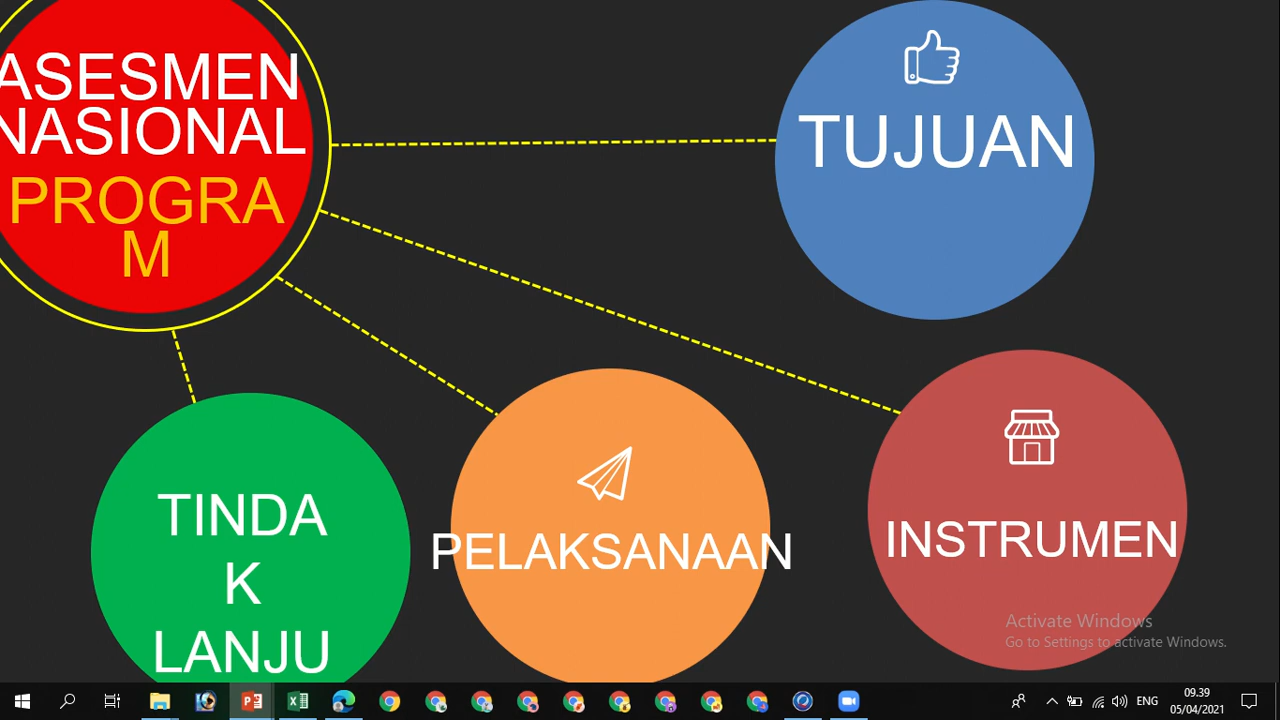 ASESMEN
NASIONAL
PROGRA
M
TUJUAN
INSTRUMEN
PELAKSANAAN
TINDA
K
LANJU
Activate Windows
Go to Settings to activate Windows.
ENG
09.39
05/04/2021